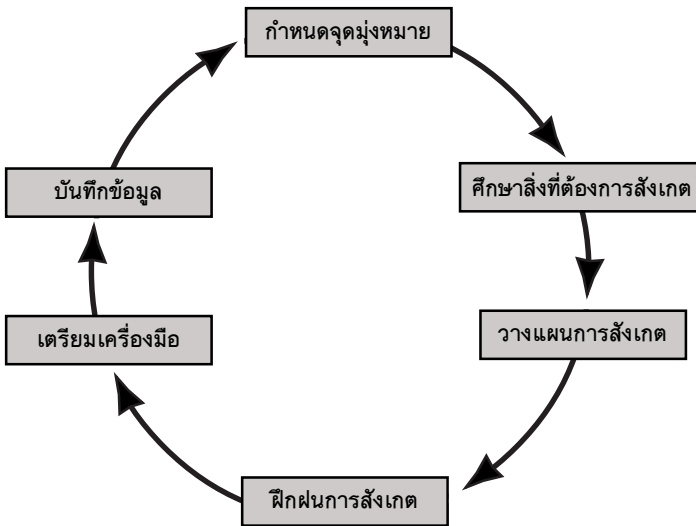 กำหนดจุดมุ่งหมาย
ศึกษาสิ่งที่ต้องการสังเกต
วางแผนการสังเกต
ฝึกฝนการสังเกต
เตรียมเครื่องมือ
บันทึกข้อมูล